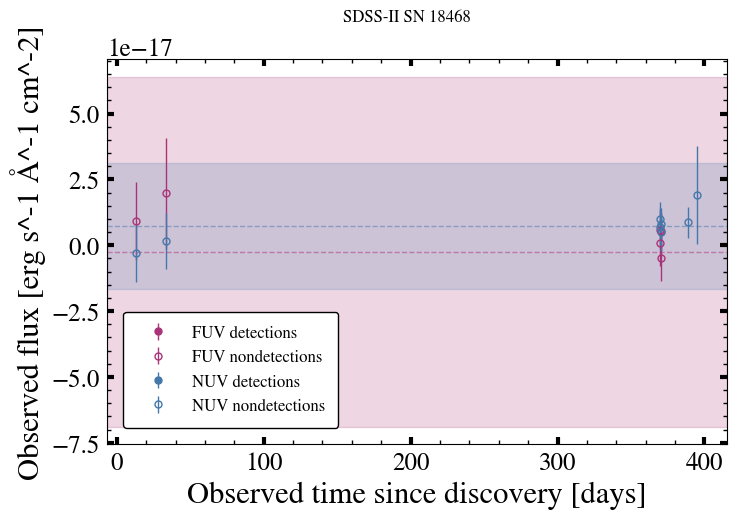 SDSS-II SN 18468
1e−17
Observed flux [erg s^-1 Å^-1 cm^-2]
5.0
2.5
0.0
−2.5
−5.0
−7.5
FUV detections
FUV nondetections
NUV detections
NUV nondetections
0 100 200 300 400
Observed time since discovery [days]